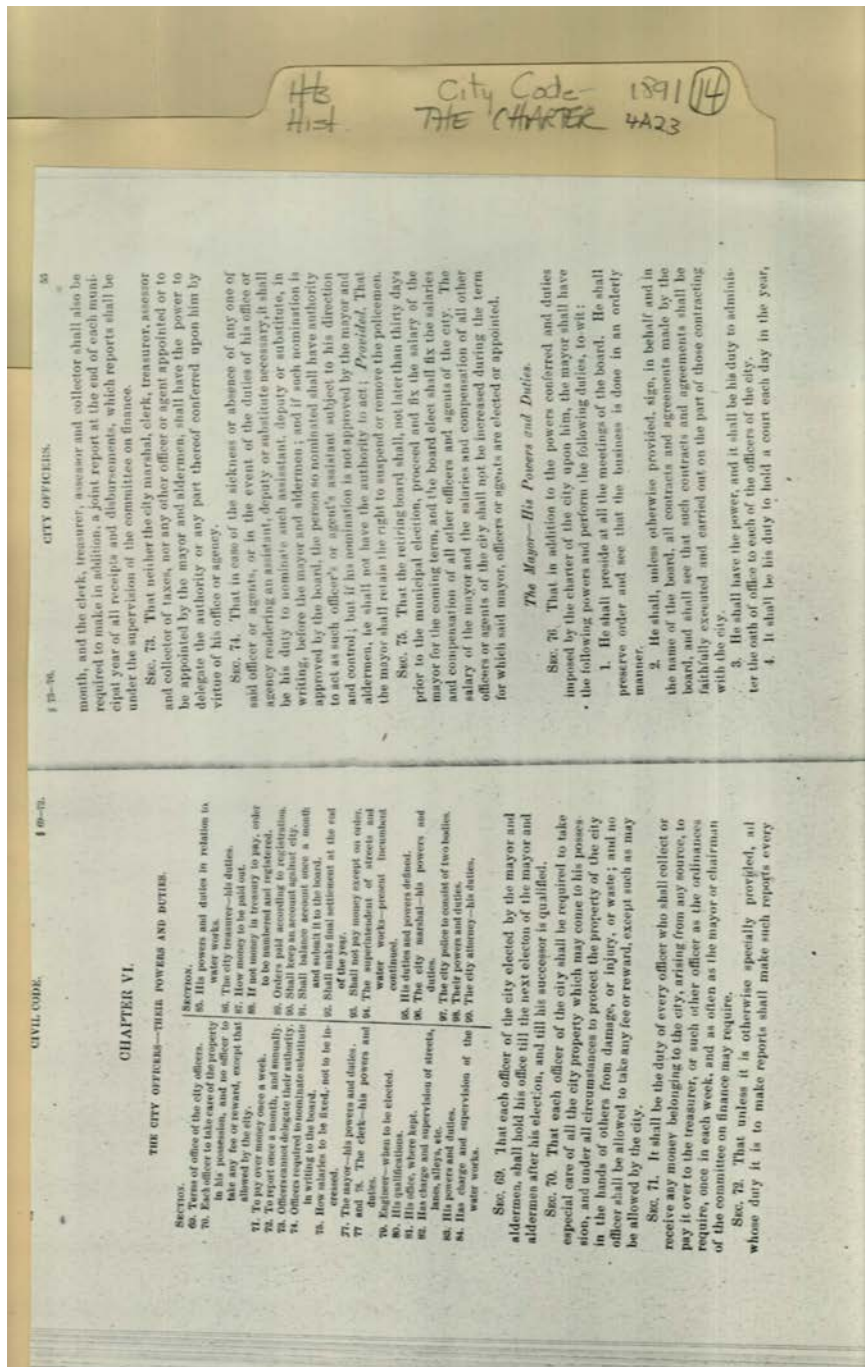 HB City Code- 1891 14
Hist. THE CHARTER 4A23
CIVIL CODE. § 69-72.
CHAPTER VI.
THE CITY OFFICERS—THEIR POWERS AND DUTIES.
SECTION.
69. Terms of office of the city officers.
70. Each officer to take care of the property
in his possession, and no officer to
take any fee or reward, except that
allowed by the city.
71. To pay over money once a week.
72. To report once a month, and annually.
73. Officers cannot delegate their authority.
74. Officers required to nominate substitute
in writing to the board.
75. How salaries to be fixed, not to be in-
creased.
77. The mayor—his powers and duties.
77 and 78. The clerk—his powers and
duties.
79. Engineer—when to be elected.
80. His qualifications.
81. His office, where kept.
82. Has charge and supervision of streets,
lanes, alleys, etc.
83. His powers and duties.
84. Has charge and supervision of the
water works.
SECTION.
85. His powers and duties in relation to
water works.
86. The city treasurer—his duties.
87. How money to be paid out.
88. If not money in treasury to pay, order
to be numbered and registered.
89. Orders paid according to registration.
90. Shall keep an account against city.
91. Shall balance account once a month
and submit it to the board.
92. Shall make final settlement at the end
of the year.
93. Shall not pay money except on order.
94. The superintendent of streets and
water works—present incumbent
continued.
95. His duties and powers defined.
96. The city marshal—his powers and
duties.
97. The city police to consist of two bodies.
98. Their powers and duties.
99. The city attorney—his duties.
SEC. 69. That each officer of the city elected by the mayor and
aldermen, shall hold his office till the next electon of the mayor and
aldermen after his election, and till his successor is qualified.
SEC. 70. That each officer of the city shall be required to take
especial care of all the city property which may come to his posses-
sion, and under all circumstances to protect the property of the city
in the hands of others from damage, or injury, or waste; and no
officer shall be allowed to take any fee or reward, except such as may
be allowed by the city.
SEC. 71. It shall be the duty of every officer who shall collect or
receive any money belonging to the city, arising from any source, to
pay it over to the treasurer, or such other officer as the ordinances
require, once in each week, and as often as the mayor or chairman
of the committee on finance may require.
SEC. 72. That unless it is otherwise specially provided, all
whose duty it is to make reports shall make such reports every
§ 73-76. CITY OFFICERS. 53
month, and the clerk, treasurer, assessor and collector shall also be
required to make in addition, a joint report at the end of each muni-
cipal year of all receipts and disbursements, which reports shall be
under the supervision of the committee on finance.
SEC. 73. That neither the city marshal, clerk, treasurer, assessor
and collector of taxes, nor any other officer or agent appointed or to
be appointed by the mayor and aldermen, shall have the power to
delegate the authority or any part thereof conferred upon him by
virtue of his office or agency.
SEC. 74. That in case of the sickness or absence of any one of
said officer or agents, or in the event of the duties of his office or
agency rendering an assistant, deputy or substitute necessary, it shall
be his duty to nominate such assistant, deputy or substitute, in
writing, before the mayor and aldermen; and if such nomination is
approved by the board, the person so nominated shall have authority
to act as such officer's or agent's assistant subject to his direction
and control; but if his nomination is not approved by the mayor and
aldermen, he shall not have the authority to act; Provided, That
the mayor shall retain the right to suspend or remove the policemen.
SEC. 75. That the retiring board shall, not later than thirty days
prior to the municipal election, proceed and fix the salary of the
mayor for the coming term, and the board elect shall fix the salaries
and compensation of all other officers and agents of the city. The
salary of the mayor and the salaries and compensation of all other
officers or agents of the city shall not be increased during the term
for which said mayor, officers or agents are elected or appointed.
The Mayor—His Powers and Duties.
SEC. 76 That in addition to the powers conferred and duties
imposed by the charter of the city upon him, the mayor shall have
the following powers and perform the following duties, to-wit:
1. He shall preside at all the meetings of the board. He shall
preserve order and see that the business is done in an orderly
manner.
2. He shall, unless otherwise provided, sign, in behalf and in
the name of the board, all contracts and agreements made by the
board, and shall see that such contracts and agreements shall be
faithfully executed and carried out on the part of those contracting
with the city.
3. He shall have the power, and it shall be his duty to adminis-
ter the oath of office to each of the officers of the city.
4. It shall be his duty to hold a court each day in the year,